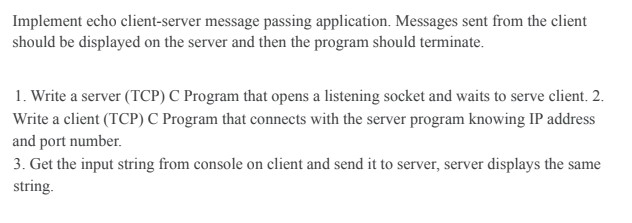 Implement echo client-server message passing application. Messages sent from the client
should be displayed on the server and then the program should terminate.
1. Write a server (TCP) C Program that opens a listening socket and waits to serve client. 2.
Write a client (TCP) C Program that connects with the server program knowing IP address
and port number.
3. Get the input string from console on client and send it to server, server displays the same
string.